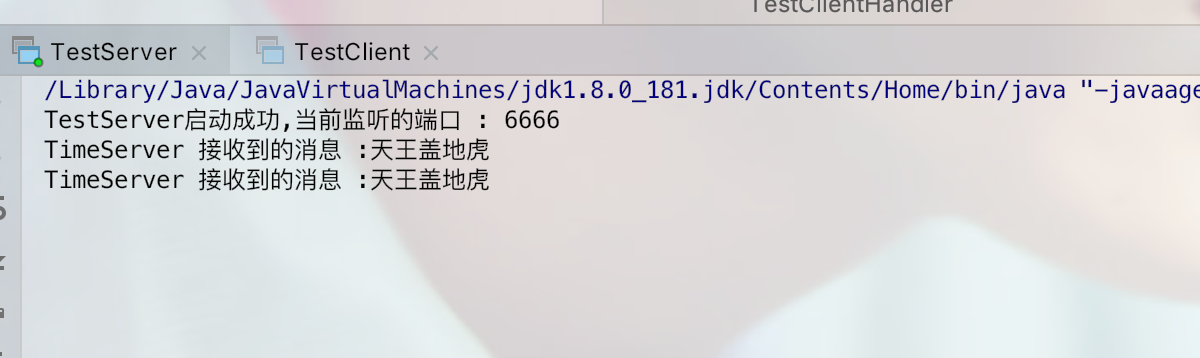 TestClientHandler
TestServer
TestClient
/Library/Java/JavaVirtualMachines/jdk1.8.0_181.jdk/Contents/Home/bin/java "-javaage
TestServer启动成功,当前监听的端口 : 6666
TimeServer 接收到的消息 :天王盖地虎
TimeServer 接收到的消息 :天王盖地虎